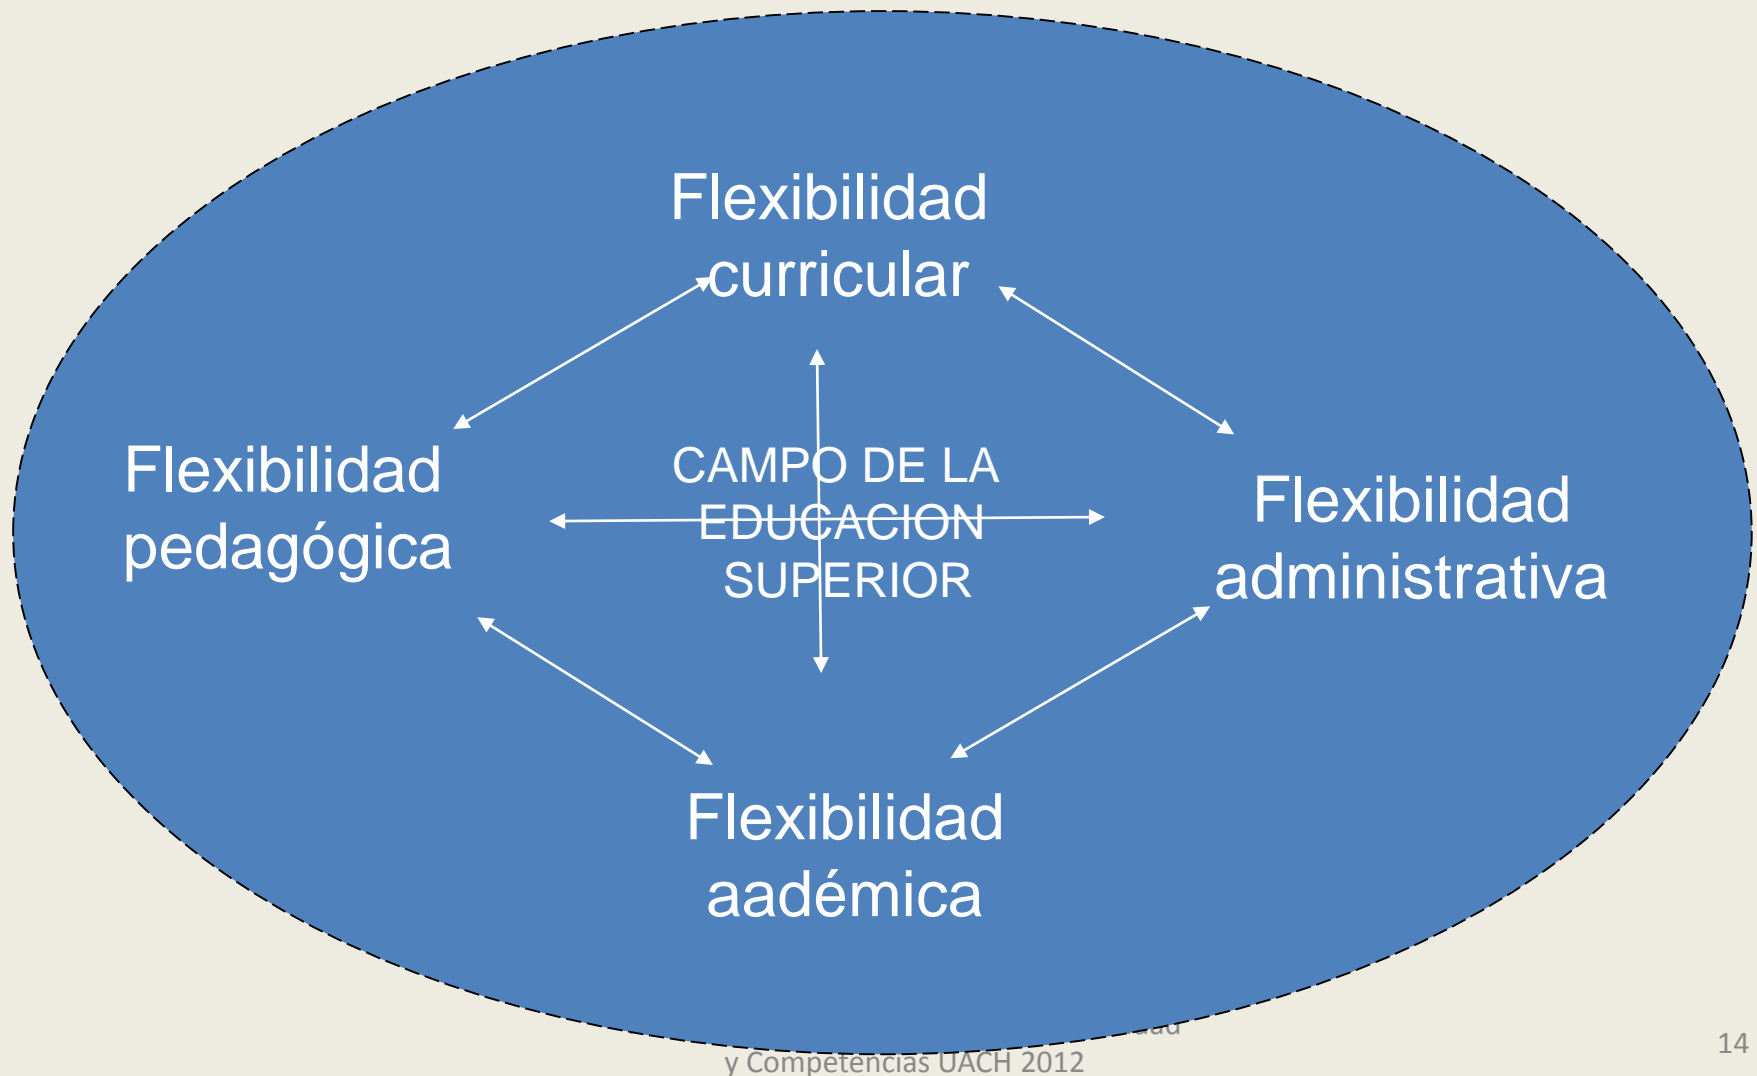 Flexibilidad
curricular
Flexibilidad
pedagógica
CAMPO DE LA
EDUCACION
SUPERIOR
Flexibilidad
administrativa
Flexibilidad
aadémica
y Competencias UACH 2012
14